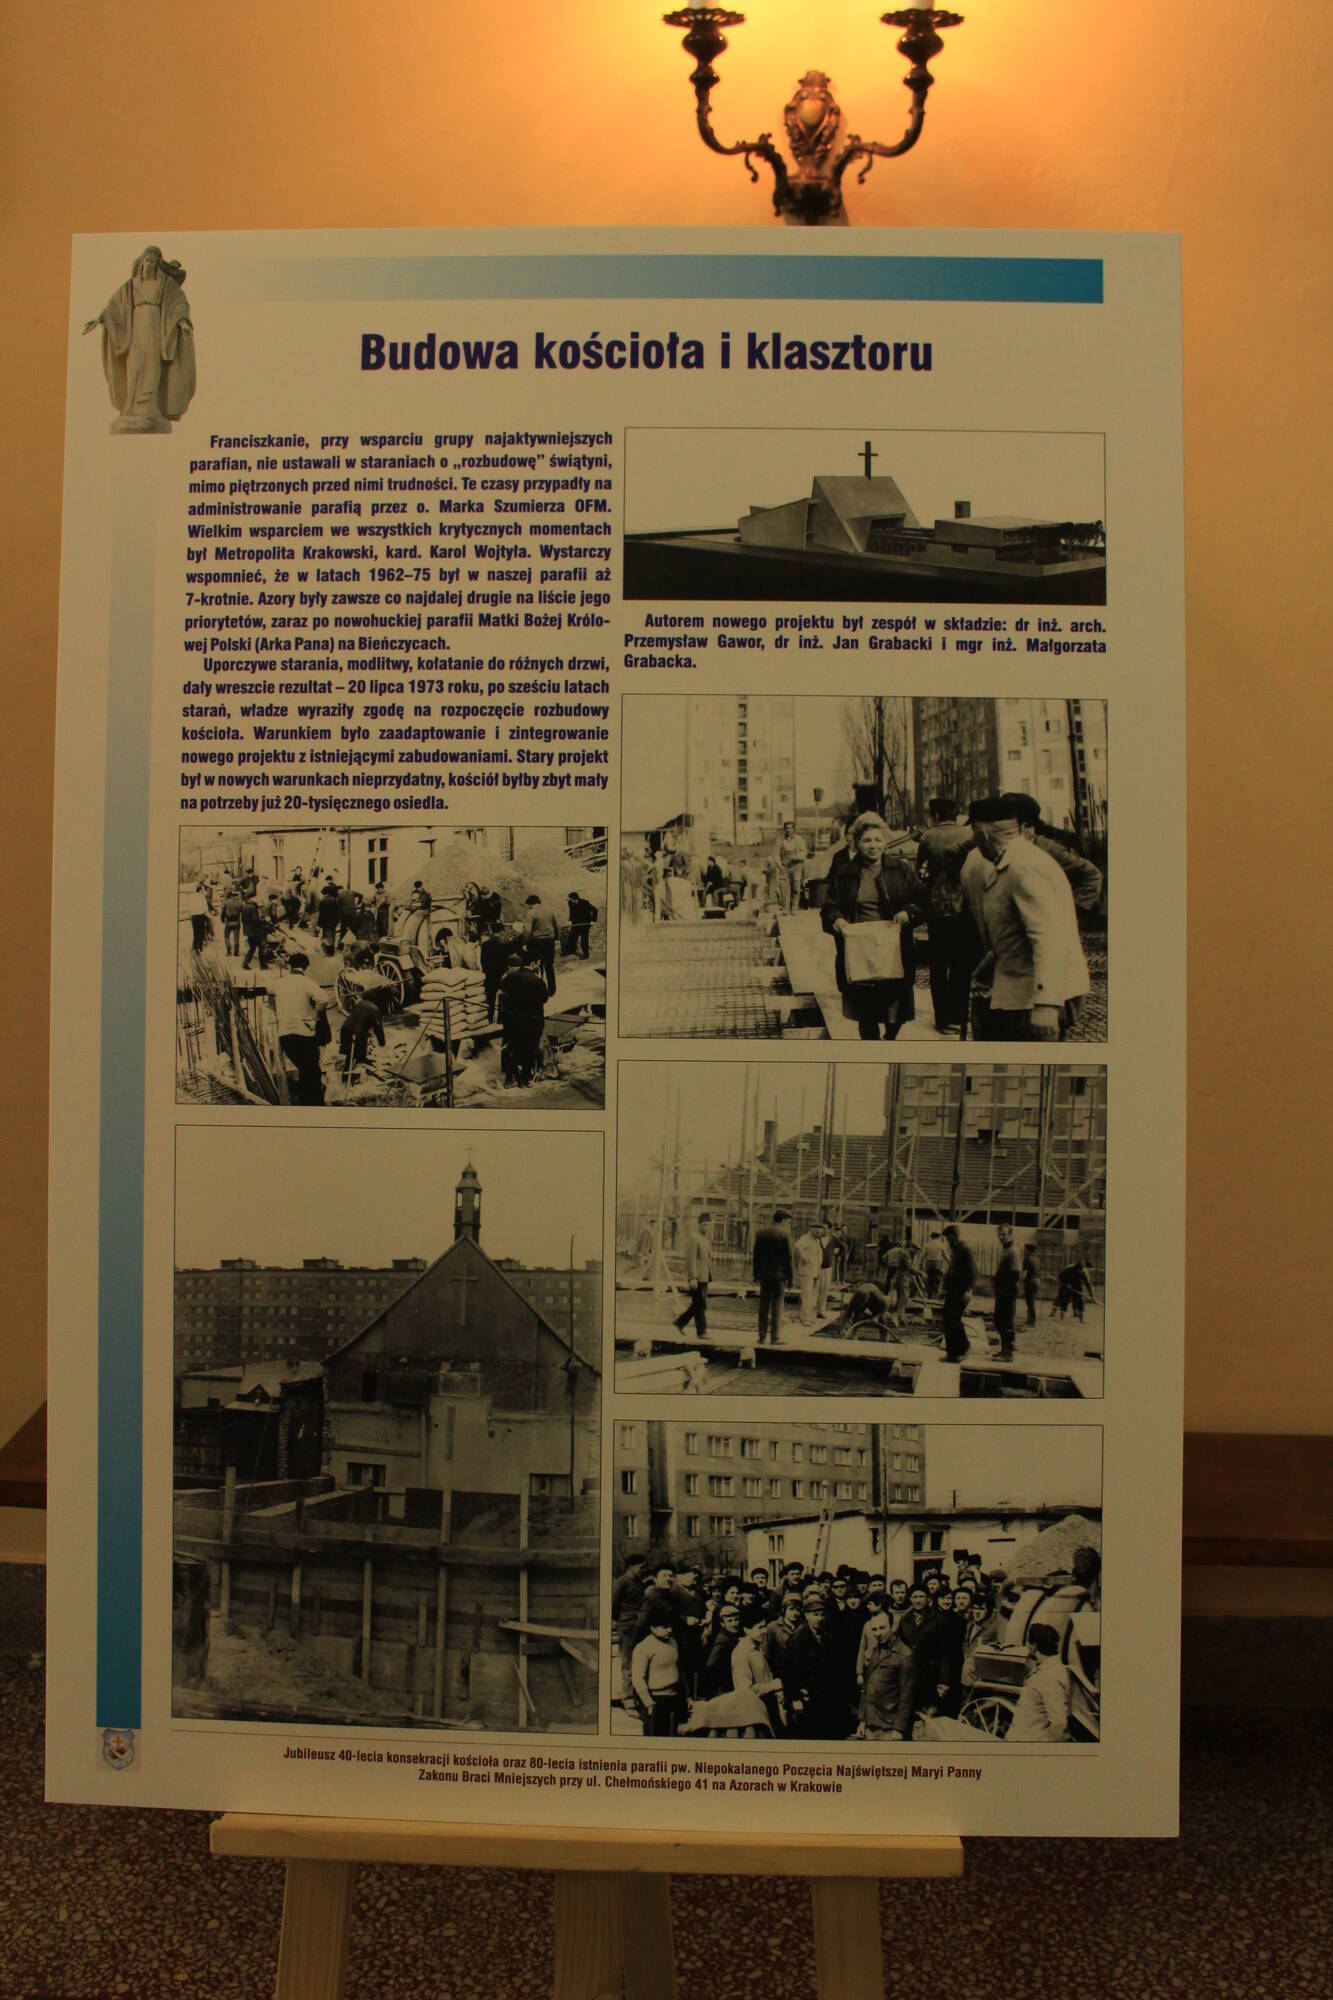 Budowa kościoła i klasztoru
Franciszkanie, przy wsparciu grupy najaktywniejszych
parafian, nie ustawali w staraniach o „rozbudowę” świątyni,
mimo piętrzonych przed nimi trudności. Te czasy przypadły na
administrowanie parafią przez o. Marka Szumierza OFM.
Wielkim wsparciem we wszystkich krytycznych momentach
był Metropolita Krakowski, kard. Karol Wojtyła. Wystarczy
wspomnieć, że w latach 1962–75 był w naszej parafii aż
7-krotnie. Azory były zawsze co najdalej drugie na liście jego
priorytetów, zaraz po nowohuckiej parafii Matki Bożej Królo-
wej Polski (Arka Pana) na Bieńczycach.
Uporczywe starania, modlitwy, kołatanie do różnych drzwi,
dały wreszcie rezultat – 20 lipca 1973 roku, po sześciu latach
starań, władze wyraziły zgodę na rozpoczęcie rozbudowy
kościoła. Warunkiem było zaadaptowanie i zintegrowanie
nowego projektu z istniejącymi zabudowaniami. Stary projekt
był w nowych warunkach nieprzydatny, kościół byłby zbyt mały
na potrzeby już 20-tysięcznego osiedla.
Autorem nowego projektu był zespół w składzie: dr inż. arch.
Przemysław Gawor, dr inż. Jan Grabacki i mgr inż. Małgorzata
Grabacka.
Jubileusz 40-lecia konsekracji kościoła oraz 80-lecia istnienia parafii pw. Niepokalanego Poczęcia Najświętszej Maryi Panny
Zakonu Braci Mniejszych przy ul. Chełmońskiego 41 na Azorach w Krakowie